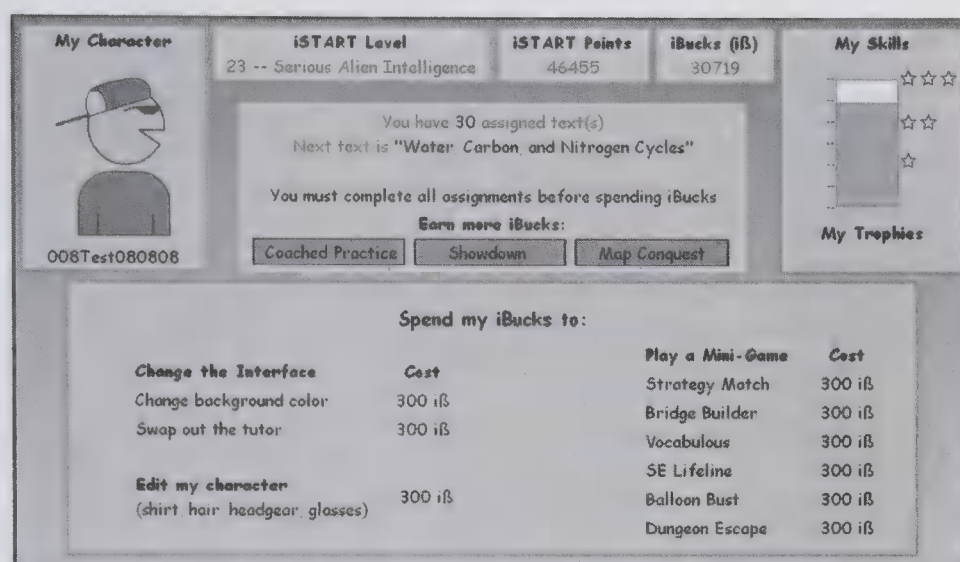 My Character
008Test080808
iSTART Level
23 -- Serious Alien Intelligence
iSTART Points
46455
iBucks (iß)
30719
My Skills
My Trophies
You have 30 assigned text(s)
Next text is "Water, Carbon, and Nitrogen Cycles"
You must complete all assignments before spending iBucks
Earn more iBucks:
Coached Practice
Showdown
Map Conquest
Spend my iBucks to:
Change the Interface Cost
Change background color 300 iß
Swap out the tutor 300 iß
Edit my character
(shirt, hair, headgear, glasses) 300 iß
Play a Mini-Game Cost
Strategy Match 300 iß
Bridge Builder 300 iß
Vocabulous 300 iß
SE Lifeline 300 iß
Balloon Bust 300 iß
Dungeon Escape 300 iß